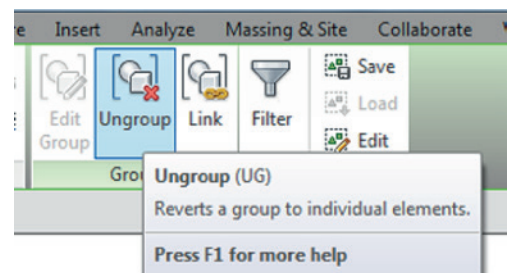 Insert Analyze Massing & Site Collaborate
Edit Group
Ungroup
Link
Filter
Save
Load
Edit
Ungroup (UG)
Reverts a group to individual elements.
Press F1 for more help